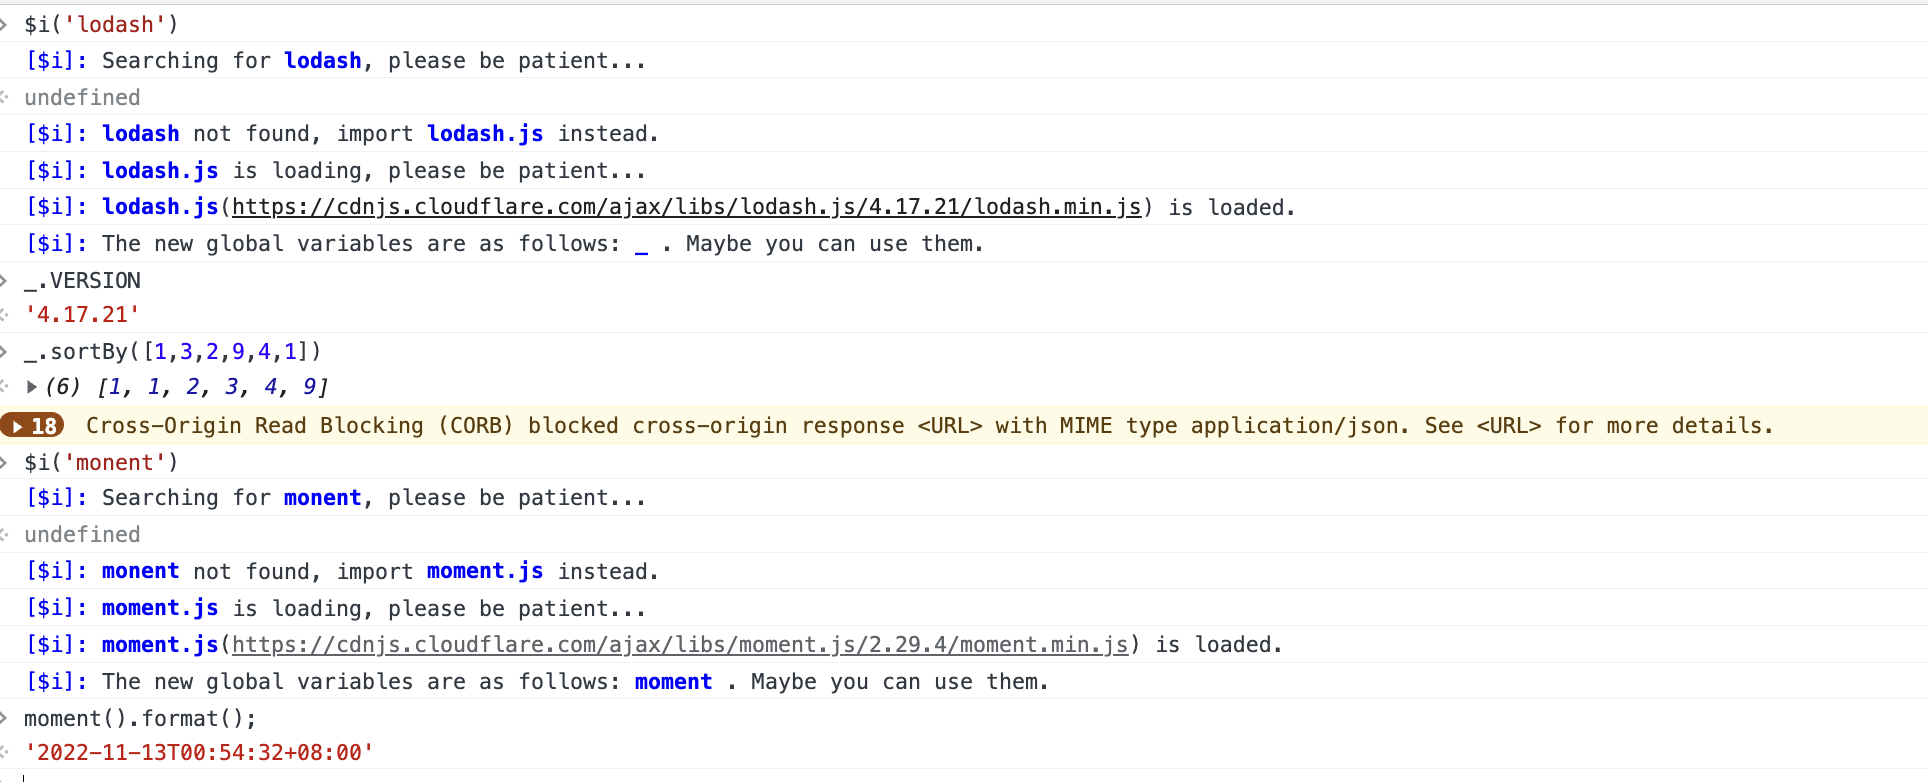 $i('lodash')
[$i]: Searching for lodash, please be patient...
undefined
[$i]: lodash not found, import lodash.js instead.
[$i]: lodash.js is loading, please be patient...
[$i]: lodash.js(https://cdnjs.cloudflare.com/ajax/libs/lodash.js/4.17.21/lodash.min.js) is loaded.
[$i]: The new global variables are as follows: _ . Maybe you can use them.
_.VERSION
'4.17.21'
_.sortBy([1,3,2,9,4,1])
(6) [1, 1, 2, 3, 4, 9]
18 Cross-Origin Read Blocking (CORB) blocked cross-origin response <URL> with MIME type application/json. See <URL> for more details.
$i('monent')
[$i]: Searching for monent, please be patient...
undefined
[$i]: monent not found, import moment.js instead.
[$i]: moment.js is loading, please be patient...
[$i]: moment.js(https://cdnjs.cloudflare.com/ajax/libs/moment.js/2.29.4/moment.min.js) is loaded.
[$i]: The new global variables are as follows: moment . Maybe you can use them.
moment().format();
'2022-11-13T00:54:32+08:00'